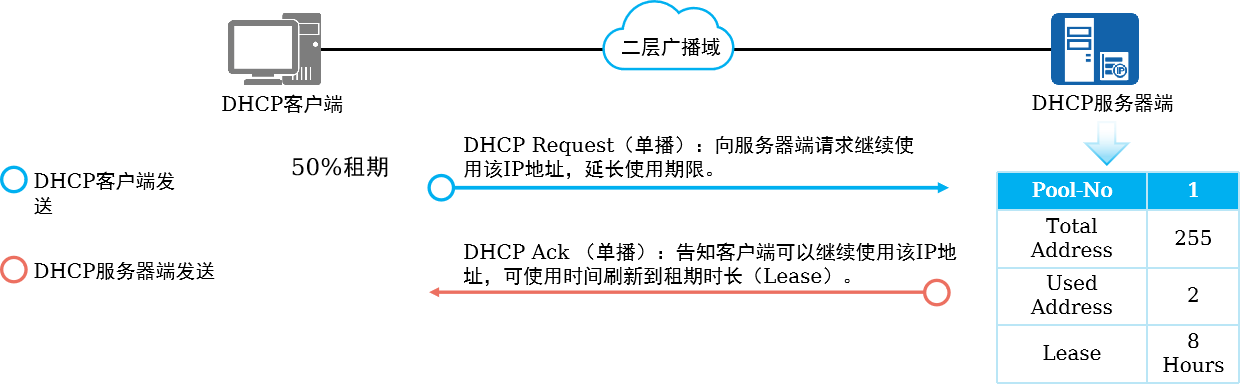 二层广播域
DHCP客户端
DHCP服务器端
DHCP Request（单播）：向服务器端请求继续使
用该IP地址，延长使用期限。
50%租期
DHCP客户端发
送
DHCP Ack （单播）：告知客户端可以继续使用该IP地
址，可使用时间刷新到租期时长（Lease）。
DHCP服务器端发送
IP
Pool-No 1
Total
Address
255
Used
Address
2
Lease
8
Hours